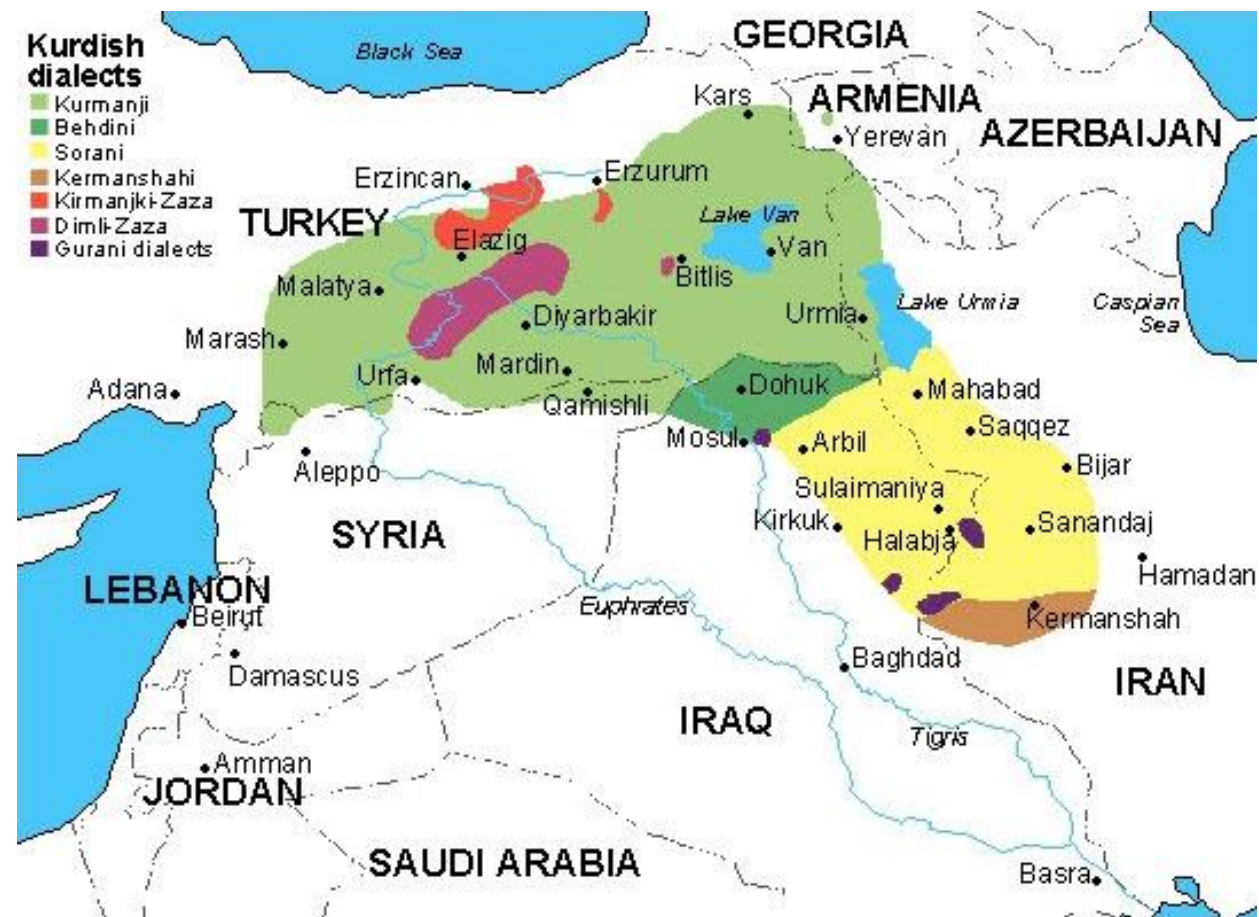 Kurdish
dialects
Kurmanji
Behdini
Sorani
Kermanshahi
Kirmanjki-Zaza
Dimli-Zaza
Gurani dialects
Black Sea
GEORGIA
Kars
ARMENIA
Yerevan
AZERBAIJAN
Erzincan
Erzurum
TURKEY
Lake Van
Elazig
Van
Bitlis
Malatya
Lake Urmia
Caspian
Sea
Diyarbakir
Urmia
Marash
Mardin
Urfa
Dohuk
Mahabad
Adana
Qamishli
Saqqez
Mosul
Arbil
Aleppo
Bijar
Sulaimaniya
SYRIA
Kirkuk
Halabja
Sanandaj
Hamadan
LEBANON
Euphrates
Beirut
Kermanshah
Damascus
Baghdad
IRAN
IRAQ
Tigris
Amman
JORDAN
SAUDI ARABIA
Basra